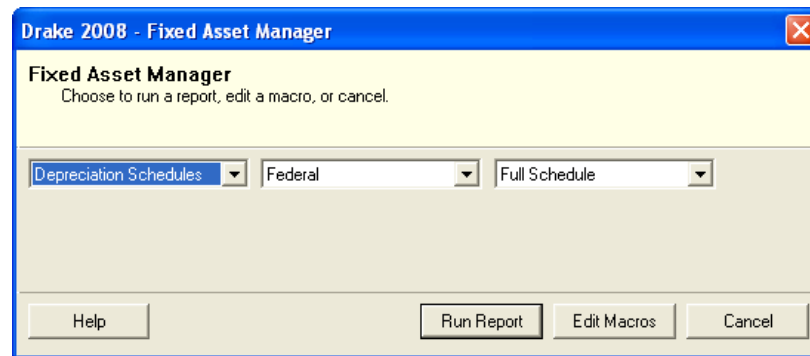 Drake 2008 - Fixed Asset Manager
Fixed Asset Manager
Choose to run a report, edit a macro, or cancel.
Depreciation Schedules Federal Full Schedule
Help Run Report Edit Macros Cancel